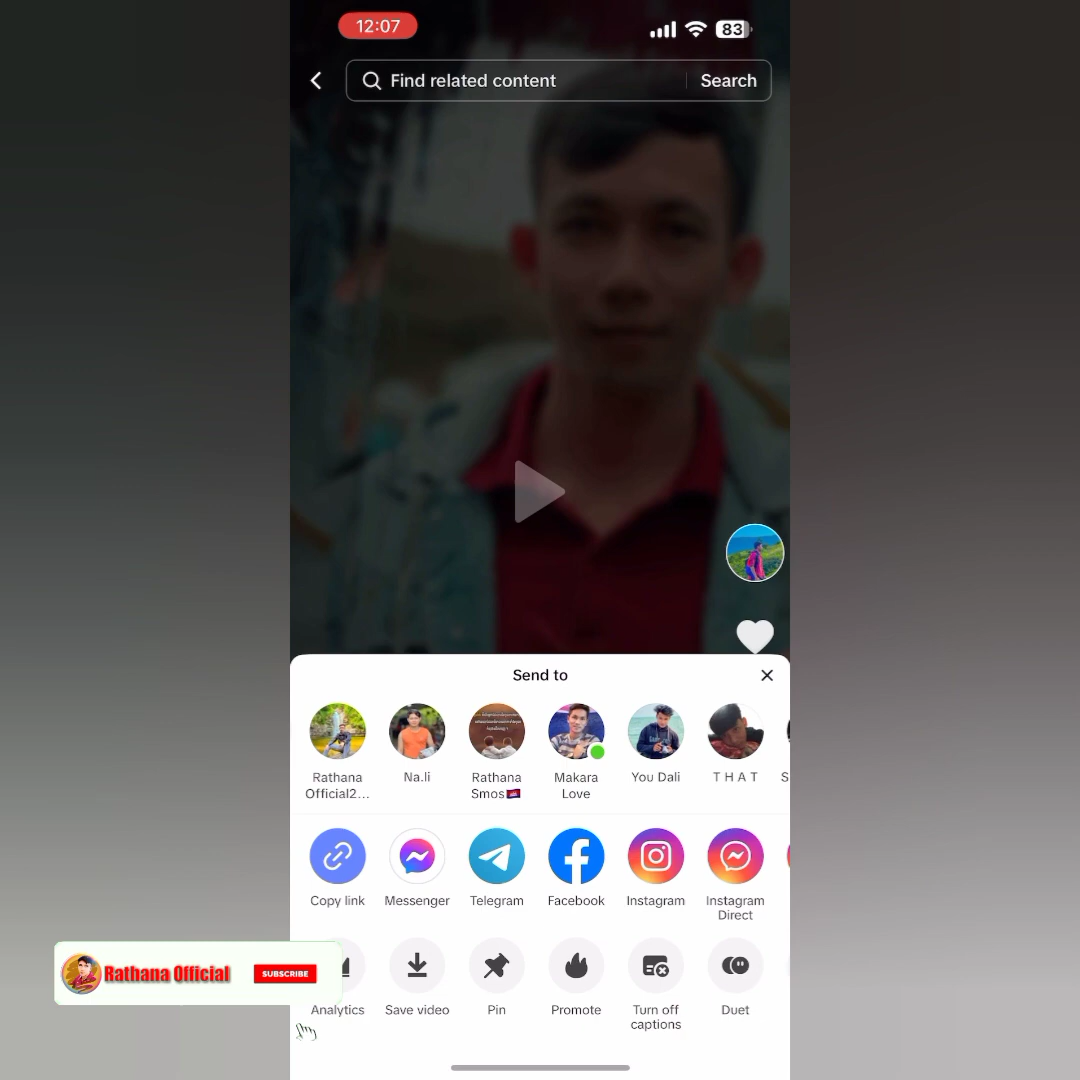 12:07
83
Find related content
Search
Send to
Rathana
Official2...
Na.li
Rathana
Smos🇰🇭
Makara
Love
You Dali
T H A T
S
Copy link
Messenger
Telegram
Facebook
Instagram
Instagram
Direct
Rathana Official
SUBSCRIBE
Analytics
Save video
Pin
Promote
Turn off
captions
Duet